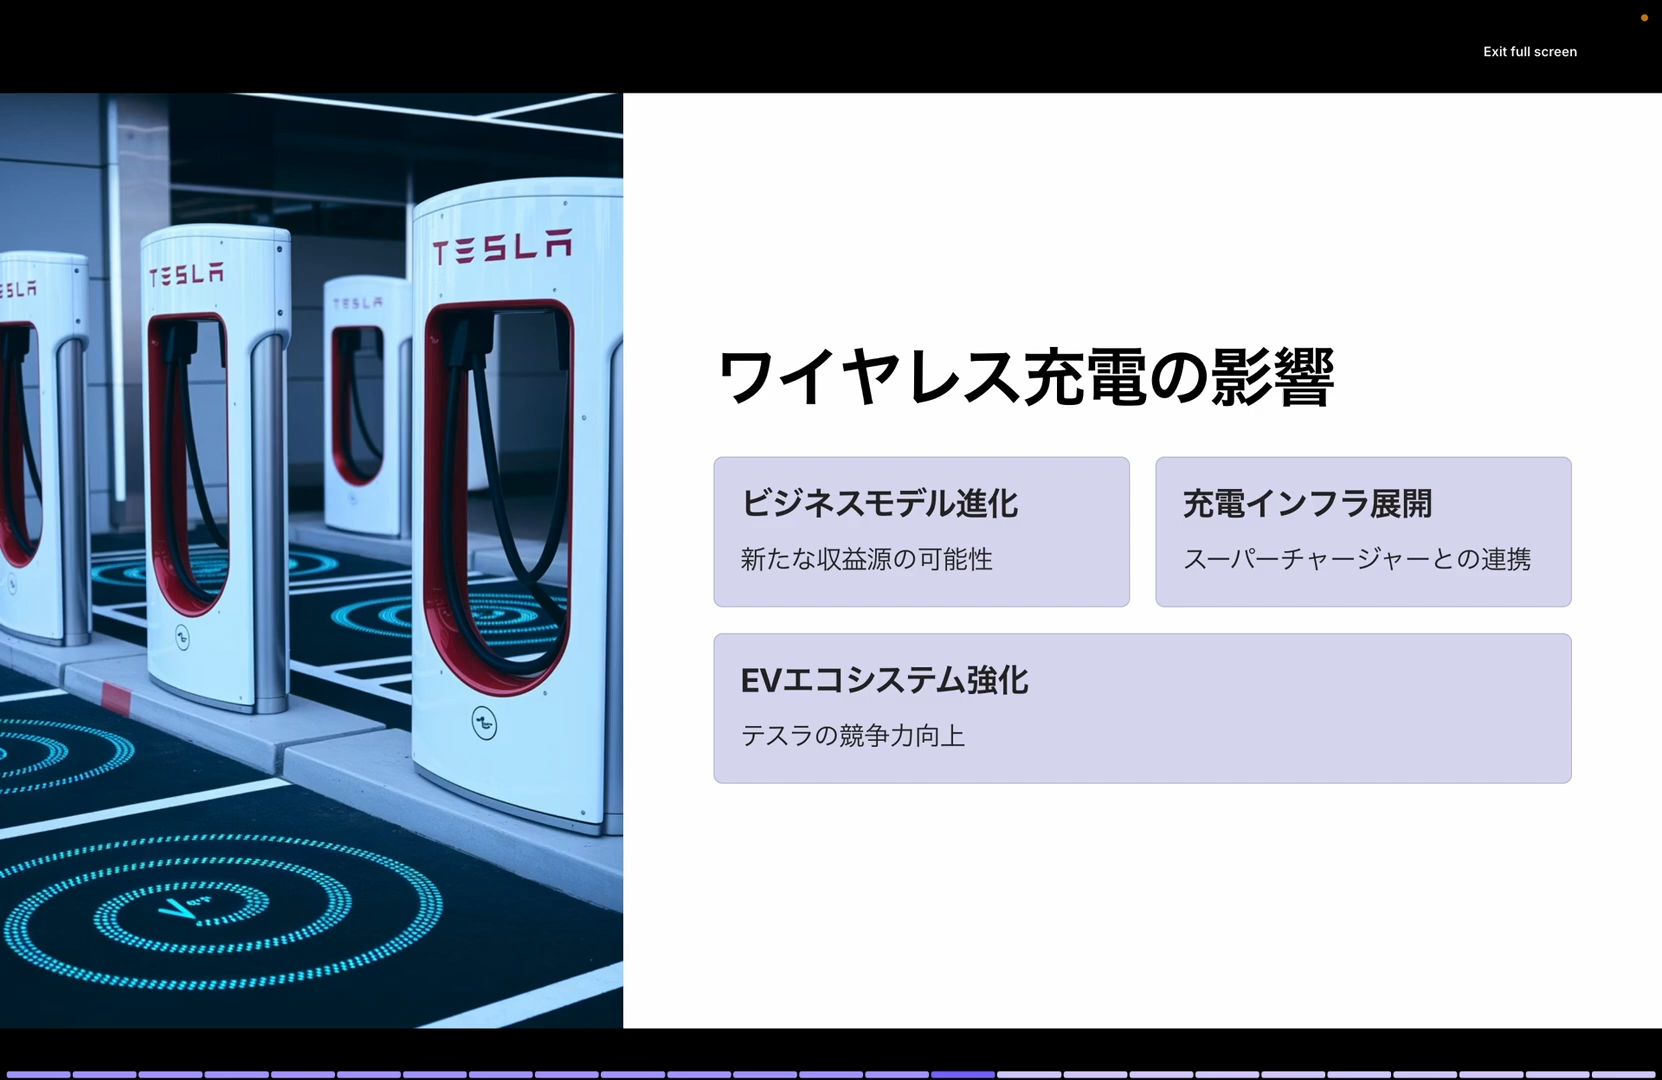 Exit full screen
TESLA
TESLA
TESLA
ワイヤレス充電の影響
ビジネスモデル進化
新たな収益源の可能性
充電インフラ展開
スーパーチャージャーとの連携
EVエコシステム強化
テスラの競争力向上